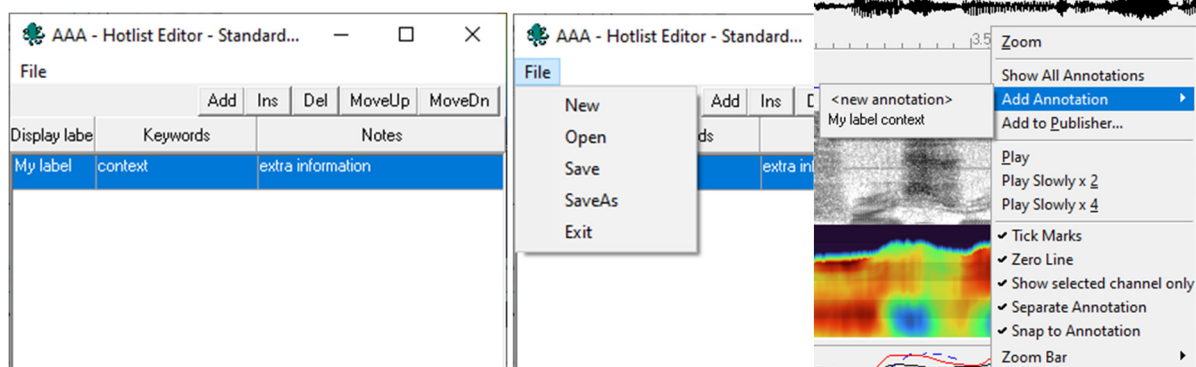 AAA - Hotlist Editor - Standard...
File
Add Ins Del MoveUp MoveDn
Display labe Keywords Notes
My label context extra information
AAA - Hotlist Editor - Standard...
File
New
Open
Save
SaveAs
Exit
Add Ins D
ds
extra in
3.5
<new annotation>
My label context
Zoom
Show All Annotations
Add Annotation
Add to Publisher...
Play
Play Slowly x 2
Play Slowly x 4
Tick Marks
Zero Line
Show selected channel only
Separate Annotation
Snap to Annotation
Zoom Bar